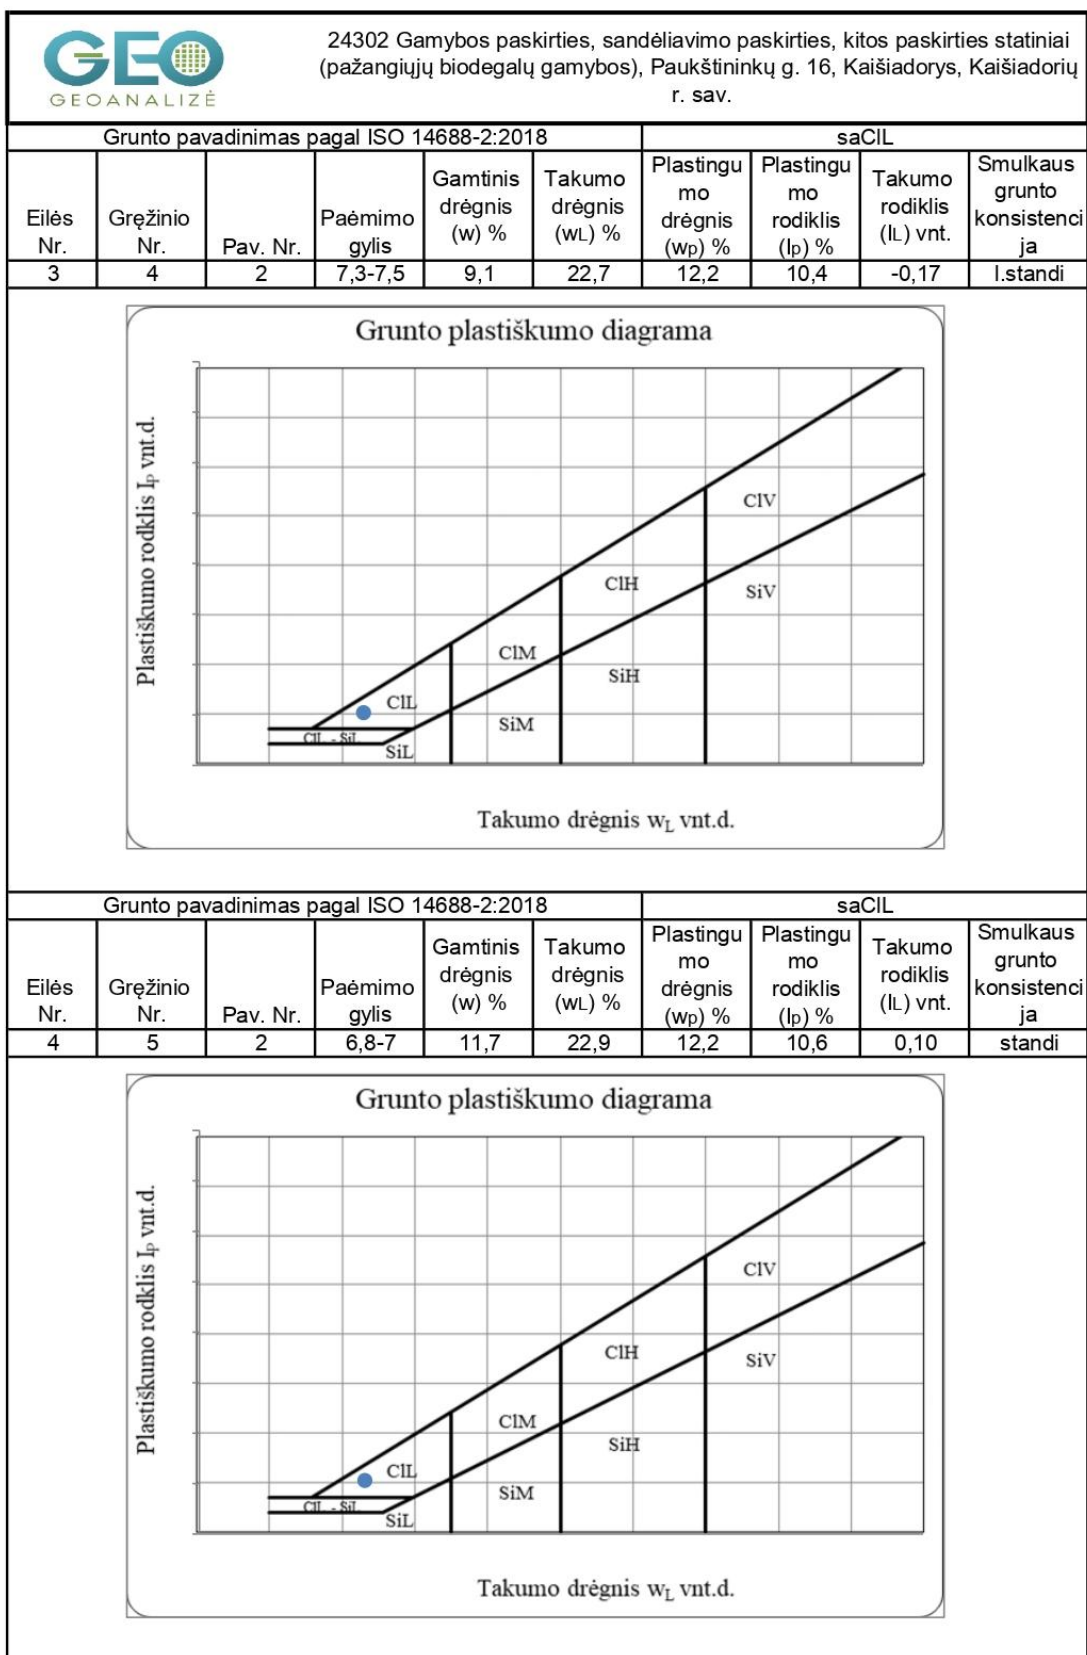 GEO
GEOANALIZĖ
24302 Gamybos paskirties, sandėliavimo paskirties, kitos paskirties statiniai
(pažangiųjų biodegalų gamybos), Paukštininkų g. 16, Kaišiadorys, Kaišiadorių
r. sav.
Grunto pavadinimas pagal ISO 14688-2:2018 saClL
Eilės Nr. Gręžinio Nr. Pav. Nr. Paėmimo gylis Gamtinis drėgnis (w) % Takumo drėgnis (wL) % Plastingu mo drėgnis (wp) % Plastingu mo rodiklis (Ip) % Takumo rodiklis (IL) vnt. Smulkaus grunto konsistenci ja
3 4 2 7,3-7,5 9,1 22,7 12,2 10,4 -0,17 l.standi
Grunto plastiškumo diagrama
Plastiškumo rodklis Ip vnt.d.
ClV
ClH
SiV
ClM
SiH
ClL
SiM
ClL - SiL
SiL
Takumo drėgnis wL vnt.d.
Grunto pavadinimas pagal ISO 14688-2:2018 saClL
Eilės Nr. Gręžinio Nr. Pav. Nr. Paėmimo gylis Gamtinis drėgnis (w) % Takumo drėgnis (wL) % Plastingu mo drėgnis (wp) % Plastingu mo rodiklis (Ip) % Takumo rodiklis (IL) vnt. Smulkaus grunto konsistenci ja
4 5 2 6,8-7 11,7 22,9 12,2 10,6 0,10 standi
Grunto plastiškumo diagrama
Plastiškumo rodklis Ip vnt.d.
ClV
ClH
SiV
ClM
SiH
ClL
SiM
ClL - SiL
SiL
Takumo drėgnis wL vnt.d.